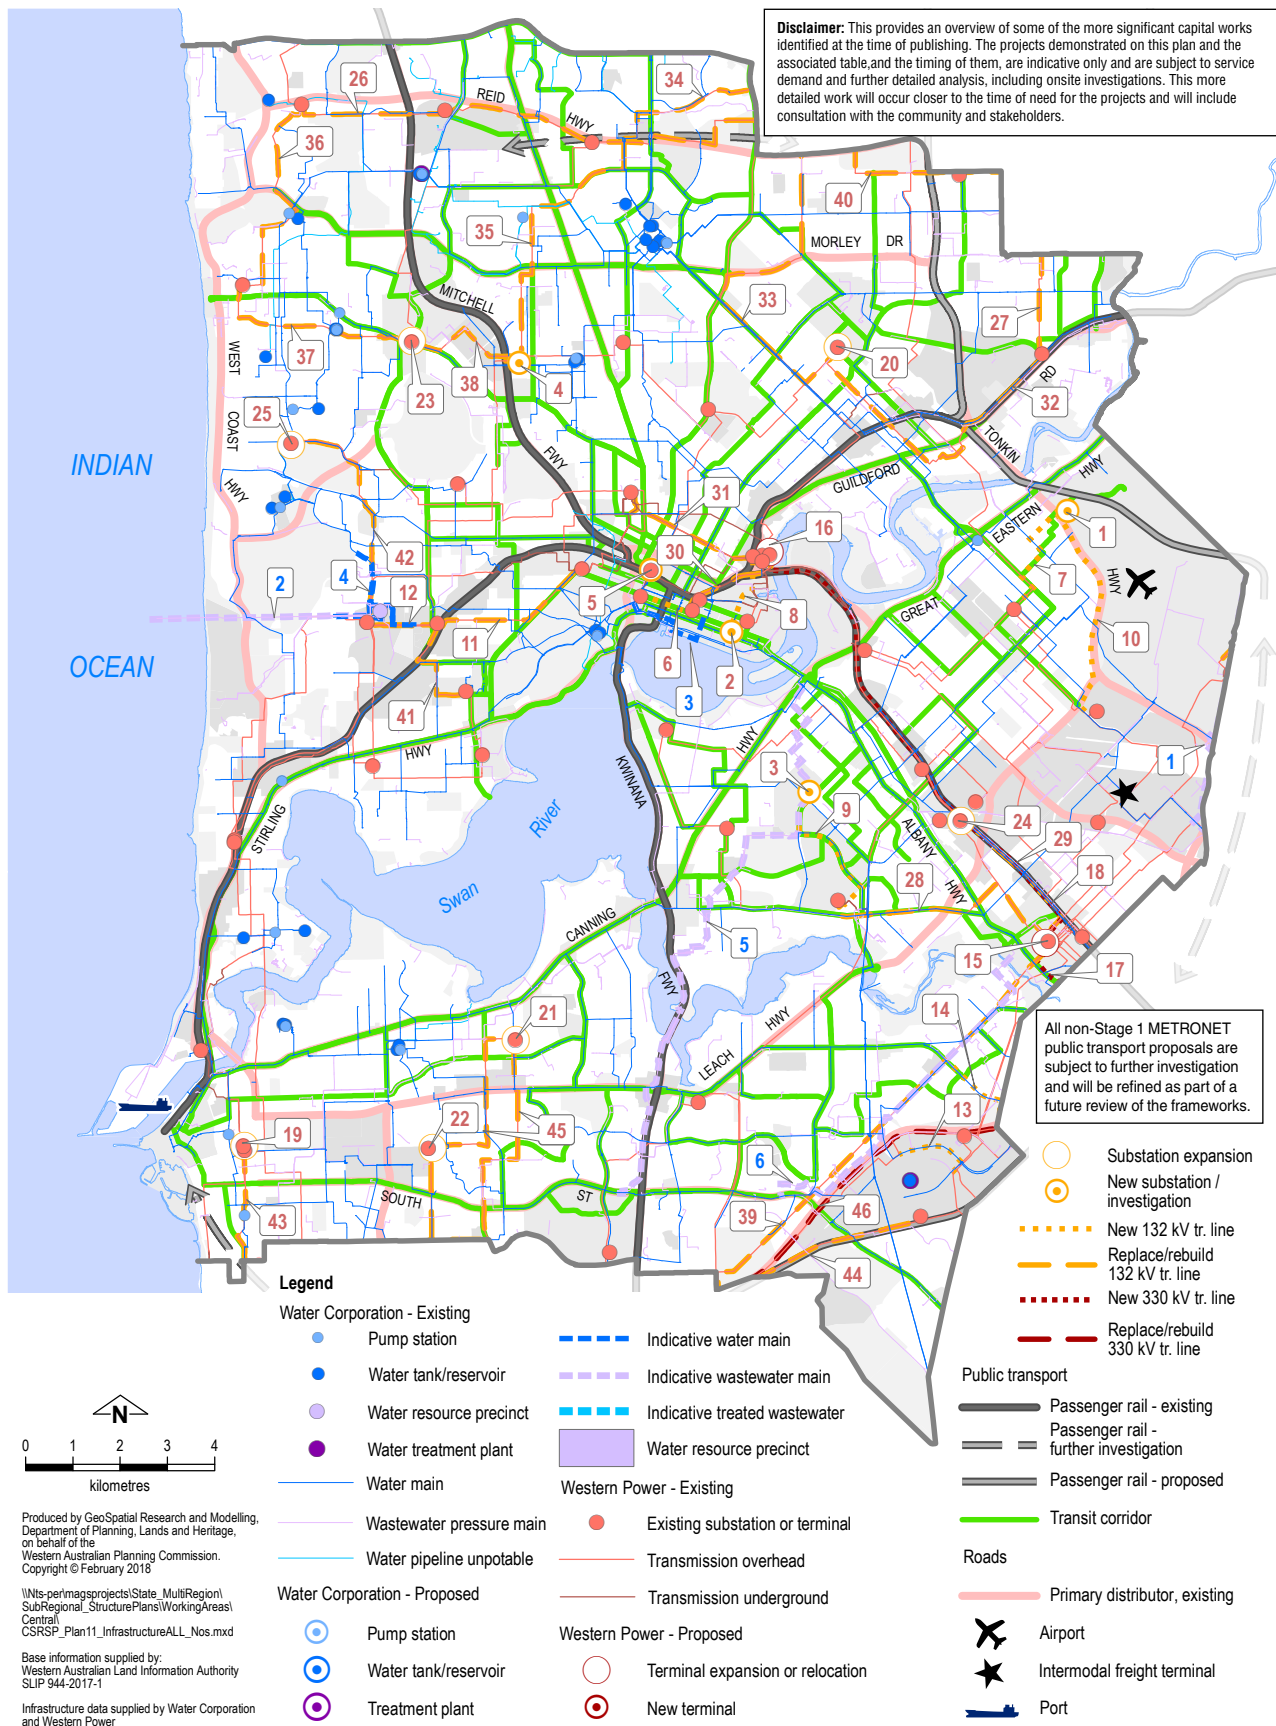 Disclaimer: This provides an overview of some of the more significant capital works
identified at the time of publishing. The projects demonstrated on this plan and the
associated table,and the timing of them, are indicative only and are subject to service
demand and further detailed analysis, including onsite investigations. This more
detailed work will occur closer to the time of need for the projects and will include
consultation with the community and stakeholders.
26
REID
HWY
34
36
40
35
MORLEY DR
MITCHELL
33
27
WEST
37
38
4
20
23
RD
32
25
COAST
TONKIN
INDIAN
HWY
FWY
GUILDFORD
HWY
31
16
EASTERN
1
30
42
2
4
12
5
7
HWY
8
GREAT
10
11
OCEAN
6
3
2
41
HWY
HWY
1
KWINANA
3
STIRLING
River
9
ALBANY
24
29
Swan
28
HWY
18
CANNING
5
15
17
FWY
14
21
HWY
LEACH
All non-Stage 1 METRONET
public transport proposals are
subject to further investigation
and will be refined as part of a
future review of the frameworks.
13
19
22
45
6
SOUTH
ST
43
39
46
44
Substation expansion
New substation /
investigation
New 132 kV tr. line
Replace/rebuild
132 kV tr. line
New 330 kV tr. line
Replace/rebuild
330 kV tr. line
Legend
Water Corporation - Existing
Pump station
Water tank/reservoir
Water resource precinct
Water treatment plant
Water main
Wastewater pressure main
Water pipeline unpotable
Water Corporation - Proposed
Pump station
Water tank/reservoir
Treatment plant
Indicative water main
Indicative wastewater main
Indicative treated wastewater
Water resource precinct
Western Power - Existing
Existing substation or terminal
Transmission overhead
Transmission underground
Western Power - Proposed
Terminal expansion or relocation
New terminal
Public transport
Passenger rail - existing
Passenger rail -
further investigation
Passenger rail - proposed
Transit corridor
Roads
Primary distributor, existing
Airport
Intermodal freight terminal
Port
N
0 1 2 3 4
kilometres
Produced by GeoSpatial Research and Modelling,
Department of Planning, Lands and Heritage,
on behalf of the
Western Australian Planning Commission.
Copyright © February 2018
\\Nts-per\magsprojects\State_MultiRegion\
SubRegional_StructurePlans\WorkingAreas\
Central\
CSRSP_Plan11_InfrastructureALL_Nos.mxd
Base information supplied by:
Western Australian Land Information Authority
SLIP 944-2017-1
Infrastructure data supplied by Water Corporation
and Western Power